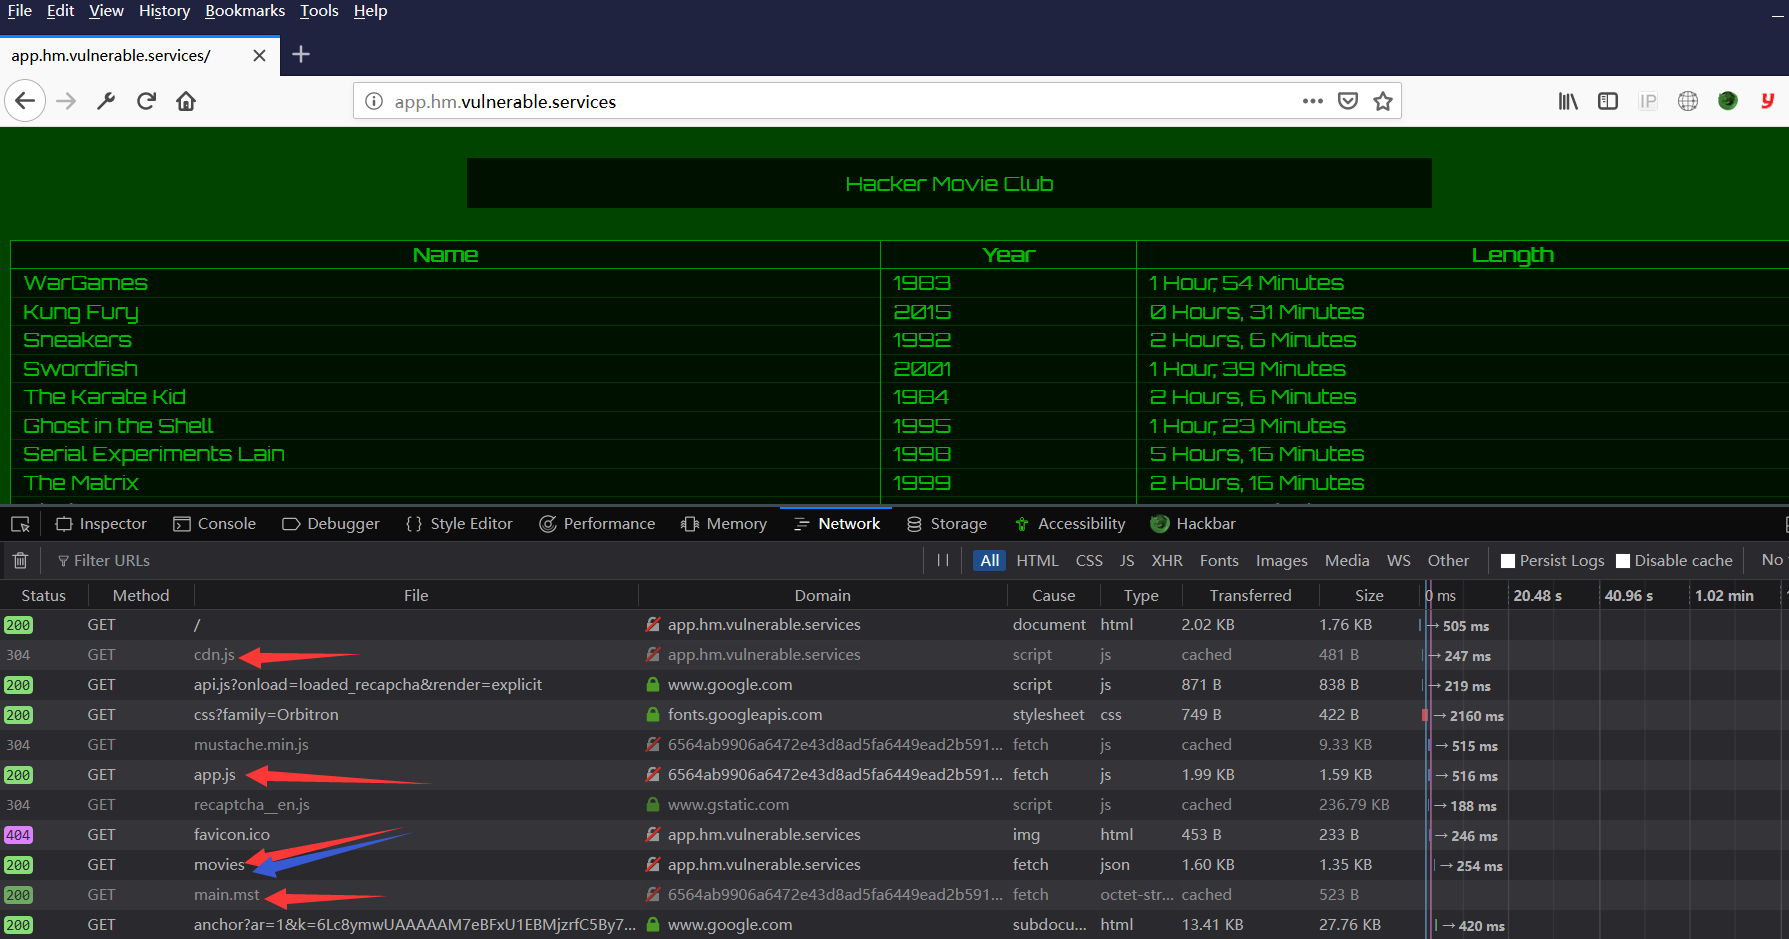 File Edit View History Bookmarks Tools Help
app.hm.vulnerable.services/
app.hm.vulnerable.services
IP
Hacker Movie Club
Name Year Length
WarGames 1983 1 Hour, 54 Minutes
Kung Fury 2015 0 Hours, 31 Minutes
Sneakers 1992 2 Hours, 6 Minutes
Swordfish 2001 1 Hour, 39 Minutes
The Karate Kid 1984 2 Hours, 6 Minutes
Ghost in the Shell 1995 1 Hour, 23 Minutes
Serial Experiments Lain 1998 5 Hours, 16 Minutes
The Matrix 1999 2 Hours, 16 Minutes
Inspector Console Debugger {} Style Editor Performance Memory Network Storage Accessibility Hackbar
Filter URLs All HTML CSS JS XHR Fonts Images Media WS Other Persist Logs Disable cache No
Status Method File Domain Cause Type Transferred Size 0 ms 20.48 s 40.96 s 1.02 min
200 GET / app.hm.vulnerable.services document html 2.02 KB 1.76 KB → 505 ms
304 GET cdn.js app.hm.vulnerable.services script js cached 481 B → 247 ms
200 GET api.js?onload=loaded_recapcha&render=explicit www.google.com script js 871 B 838 B → 219 ms
200 GET css?family=Orbitron fonts.googleapis.com stylesheet css 749 B 422 B → 2160 ms
304 GET mustache.min.js 6564ab9906a6472e43d8ad5fa6449ead2b591... fetch js cached 9.33 KB → 515 ms
200 GET app.js 6564ab9906a6472e43d8ad5fa6449ead2b591... fetch js 1.99 KB 1.59 KB → 516 ms
304 GET recaptcha__en.js www.gstatic.com script js cached 236.79 KB → 188 ms
404 GET favicon.ico app.hm.vulnerable.services img html 453 B 233 B → 246 ms
200 GET movies app.hm.vulnerable.services fetch json 1.60 KB 1.35 KB → 254 ms
200 GET main.mst 6564ab9906a6472e43d8ad5fa6449ead2b591... fetch octet-str... cached 523 B
200 GET anchor?ar=1&k=6Lc8ymwUAAAAAM7eBFxU1EBMjzrfC5By7... www.google.com subdocu... html 13.41 KB 27.76 KB → 420 ms